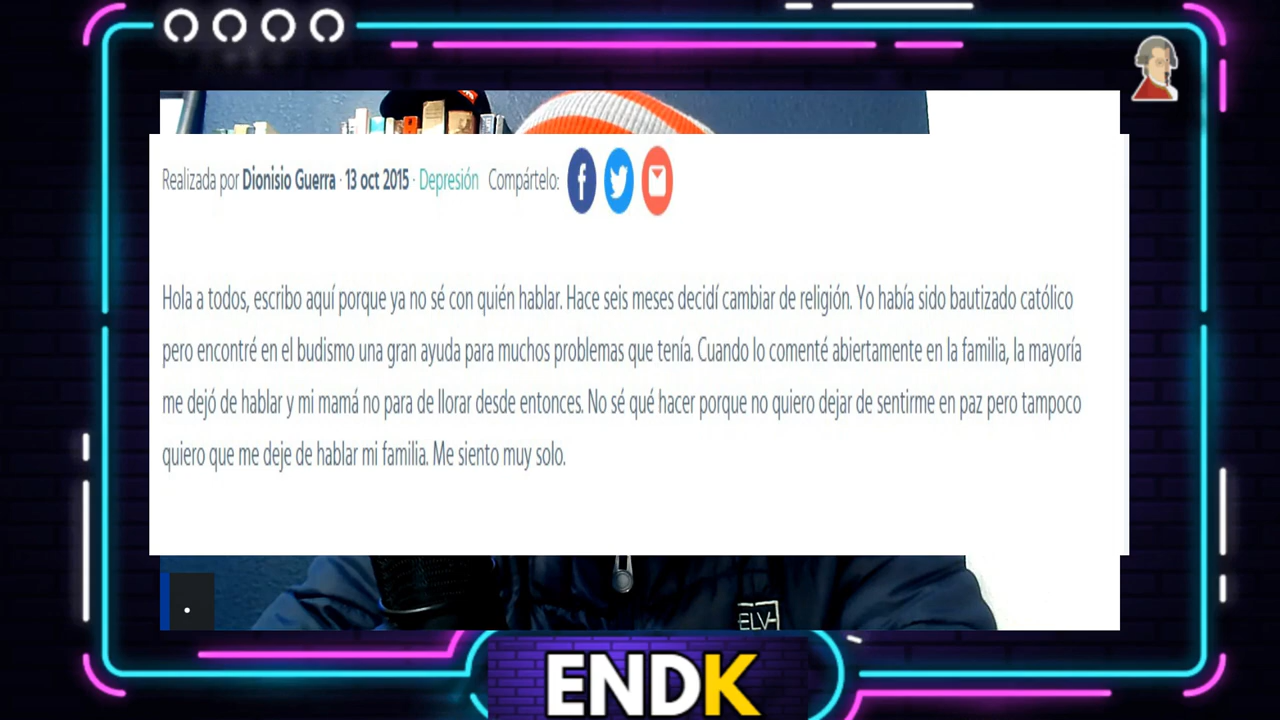 Realizada por Dionisio Guerra · 13 oct 2015 · Depresión Compártelo:
Hola a todos, escribo aquí porque ya no sé con quién hablar. Hace seis meses decidí cambiar de religión. Yo había sido bautizado católico
pero encontré en el budismo una gran ayuda para muchos problemas que tenía. Cuando lo comenté abiertamente en la familia, la mayoría
me dejó de hablar y mi mamá no para de llorar desde entonces. No sé qué hacer porque no quiero dejar de sentirme en paz pero tampoco
quiero que me deje de hablar mi familia. Me siento muy solo.
ELV
ENDK